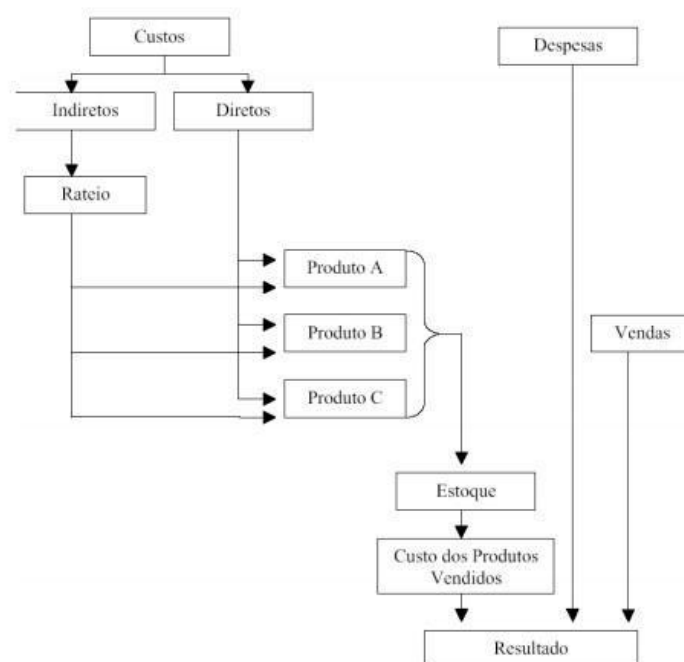 Custos
Despesas
Indiretos
Diretos
Rateio
Produto A
Produto B
Vendas
Produto C
Estoque
Custo dos Produtos
Vendidos
Resultado